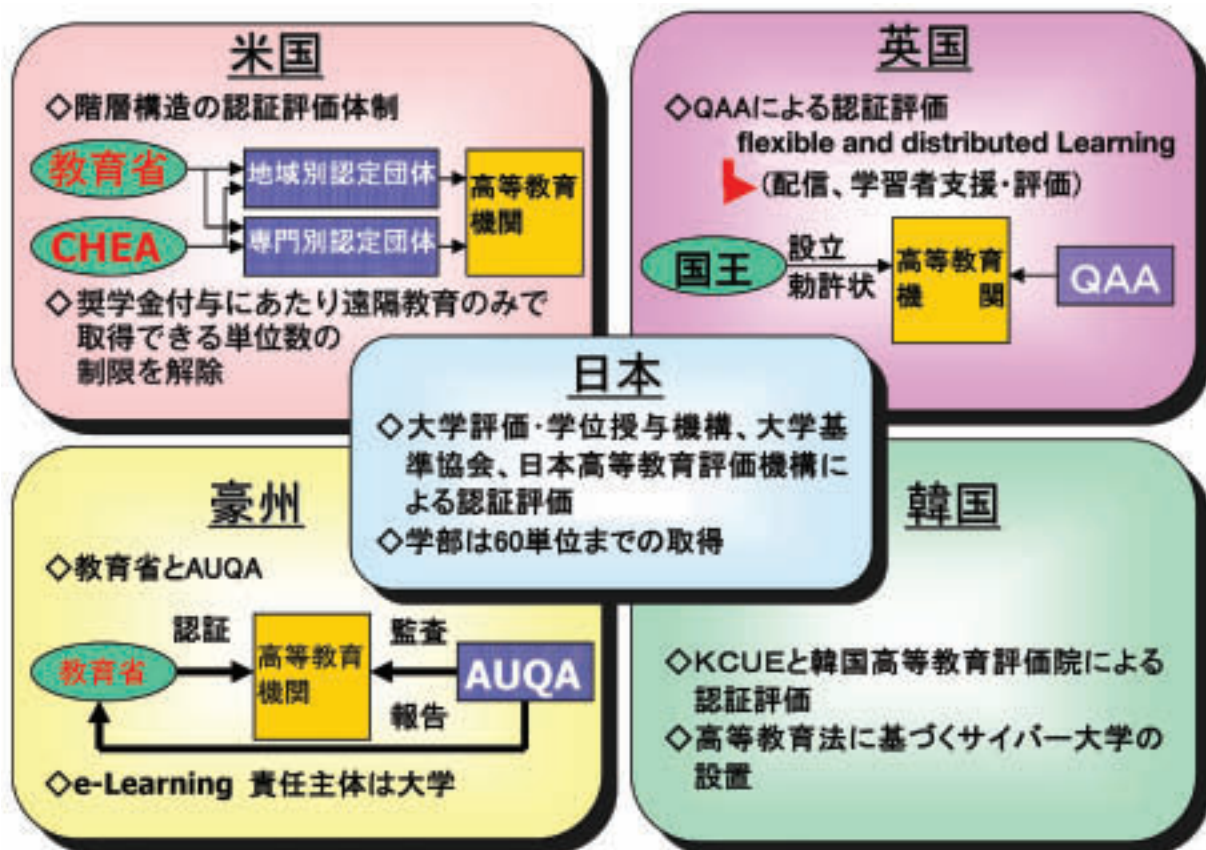 米国
◇階層構造の認証評価体制
教育省
地域別認定団体
高等教育
機関
CHEA
専門別認定団体
◇奨学金付与にあたり遠隔教育のみで
取得できる単位数の
制限を解除
英国
◇QAAによる認証評価
flexible and distributed Learning
(配信、学習者支援・評価)
国王
設立
勅許状
高等教育
機 関
QAA
日本
◇大学評価・学位授与機構、大学基
準協会、日本高等教育評価機構に
よる認証評価
◇学部は60単位までの取得
豪州
◇教育省とAUQA
認証
監査
教育省
高等教育
機関
AUQA
報告
◇e-Learning 責任主体は大学
韓国
◇KCUEと韓国高等教育評価院による
認証評価
◇高等教育法に基づくサイバー大学の
設置